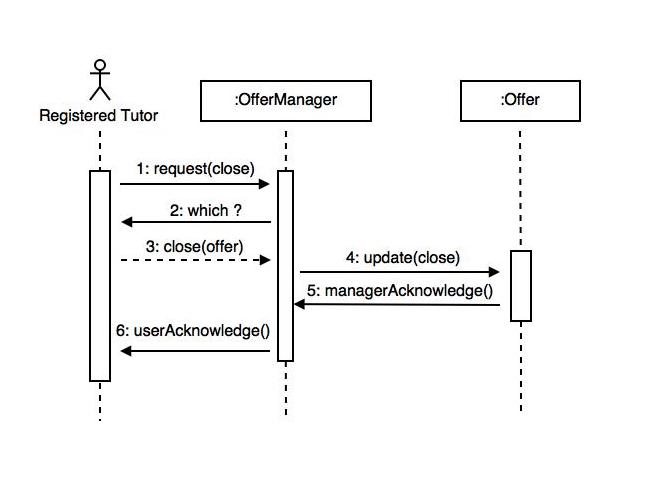 Registered Tutor
:OfferManager
:Offer
1: request(close)
2: which ?
3: close(offer)
4: update(close)
5: managerAcknowledge()
6: userAcknowledge()